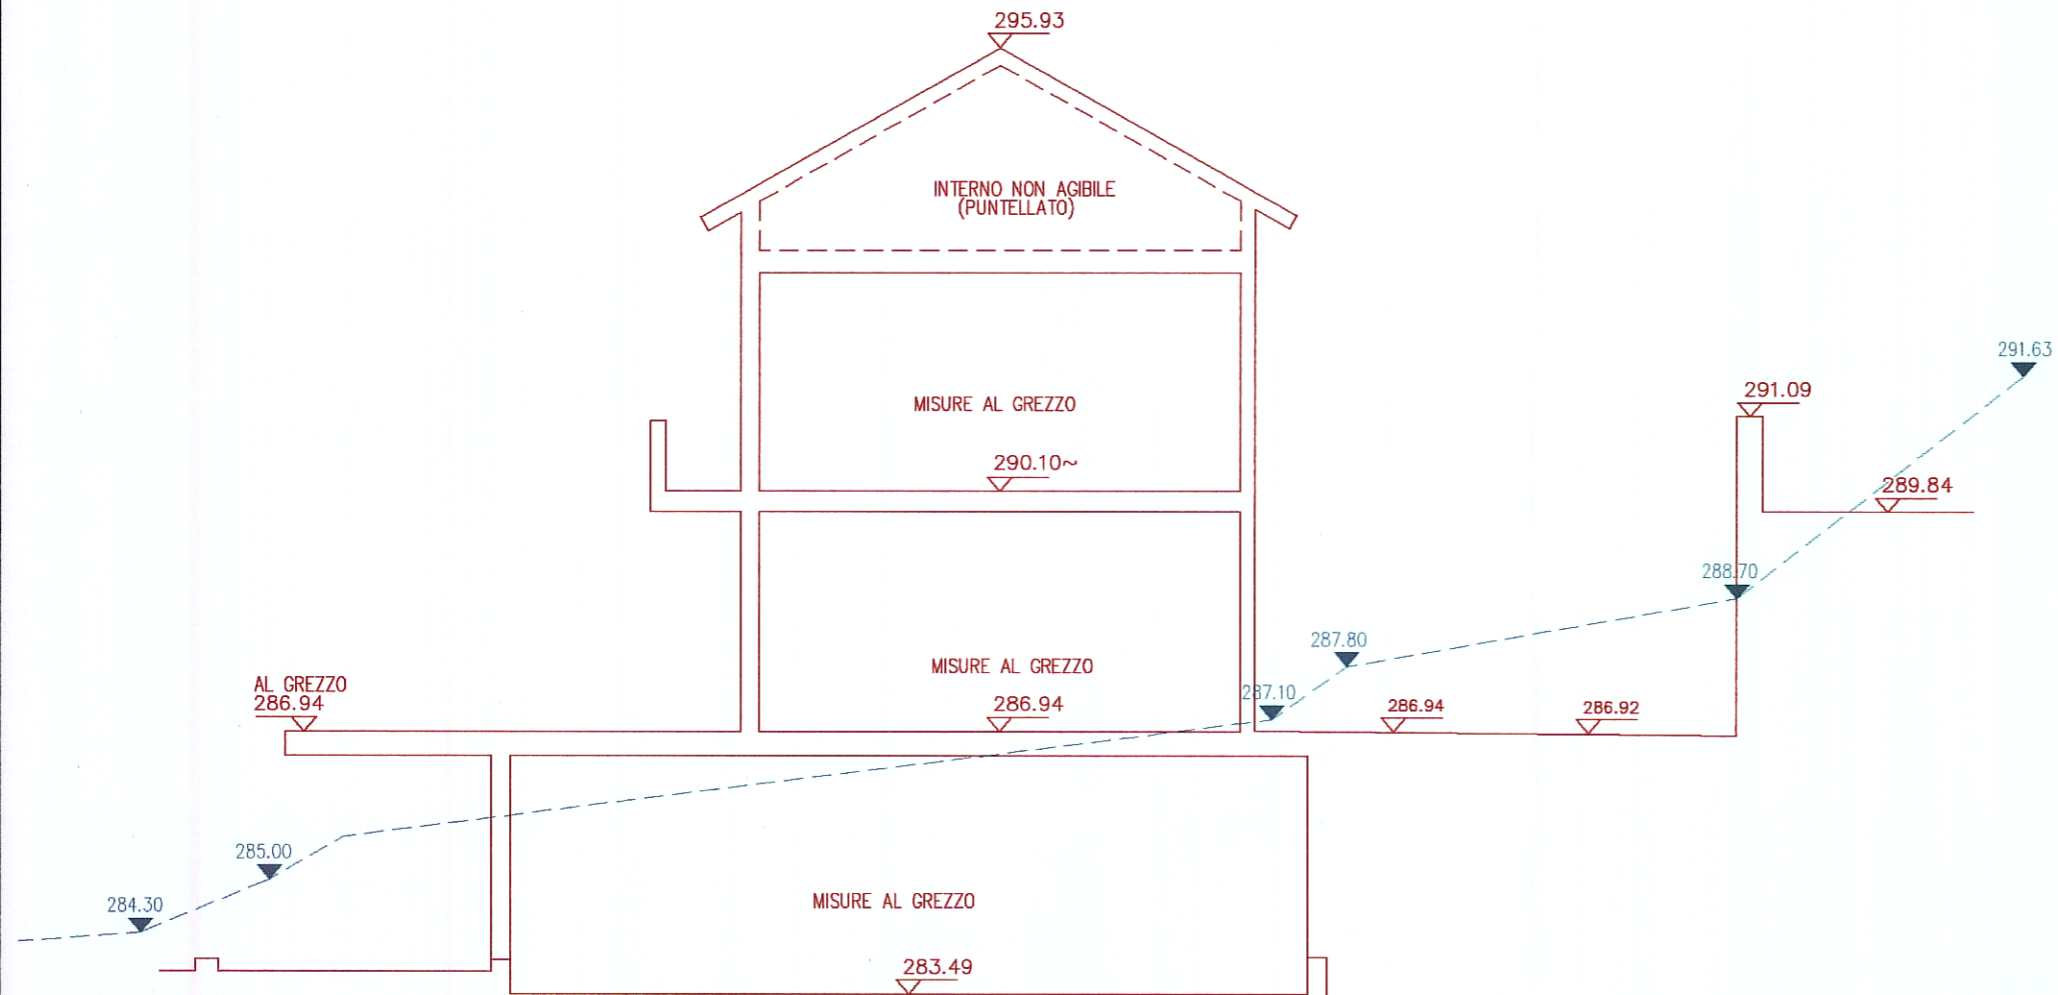 295.93
INTERNO NON AGIBILE
(PUNTELLATO)
291.63
291.09
MISURE AL GREZZO
290.10~
289.84
288.70
287.80
MISURE AL GREZZO
AL GREZZO
286.94
286.94
287.10
286.94
286.92
285.00
284.30
MISURE AL GREZZO
283.49